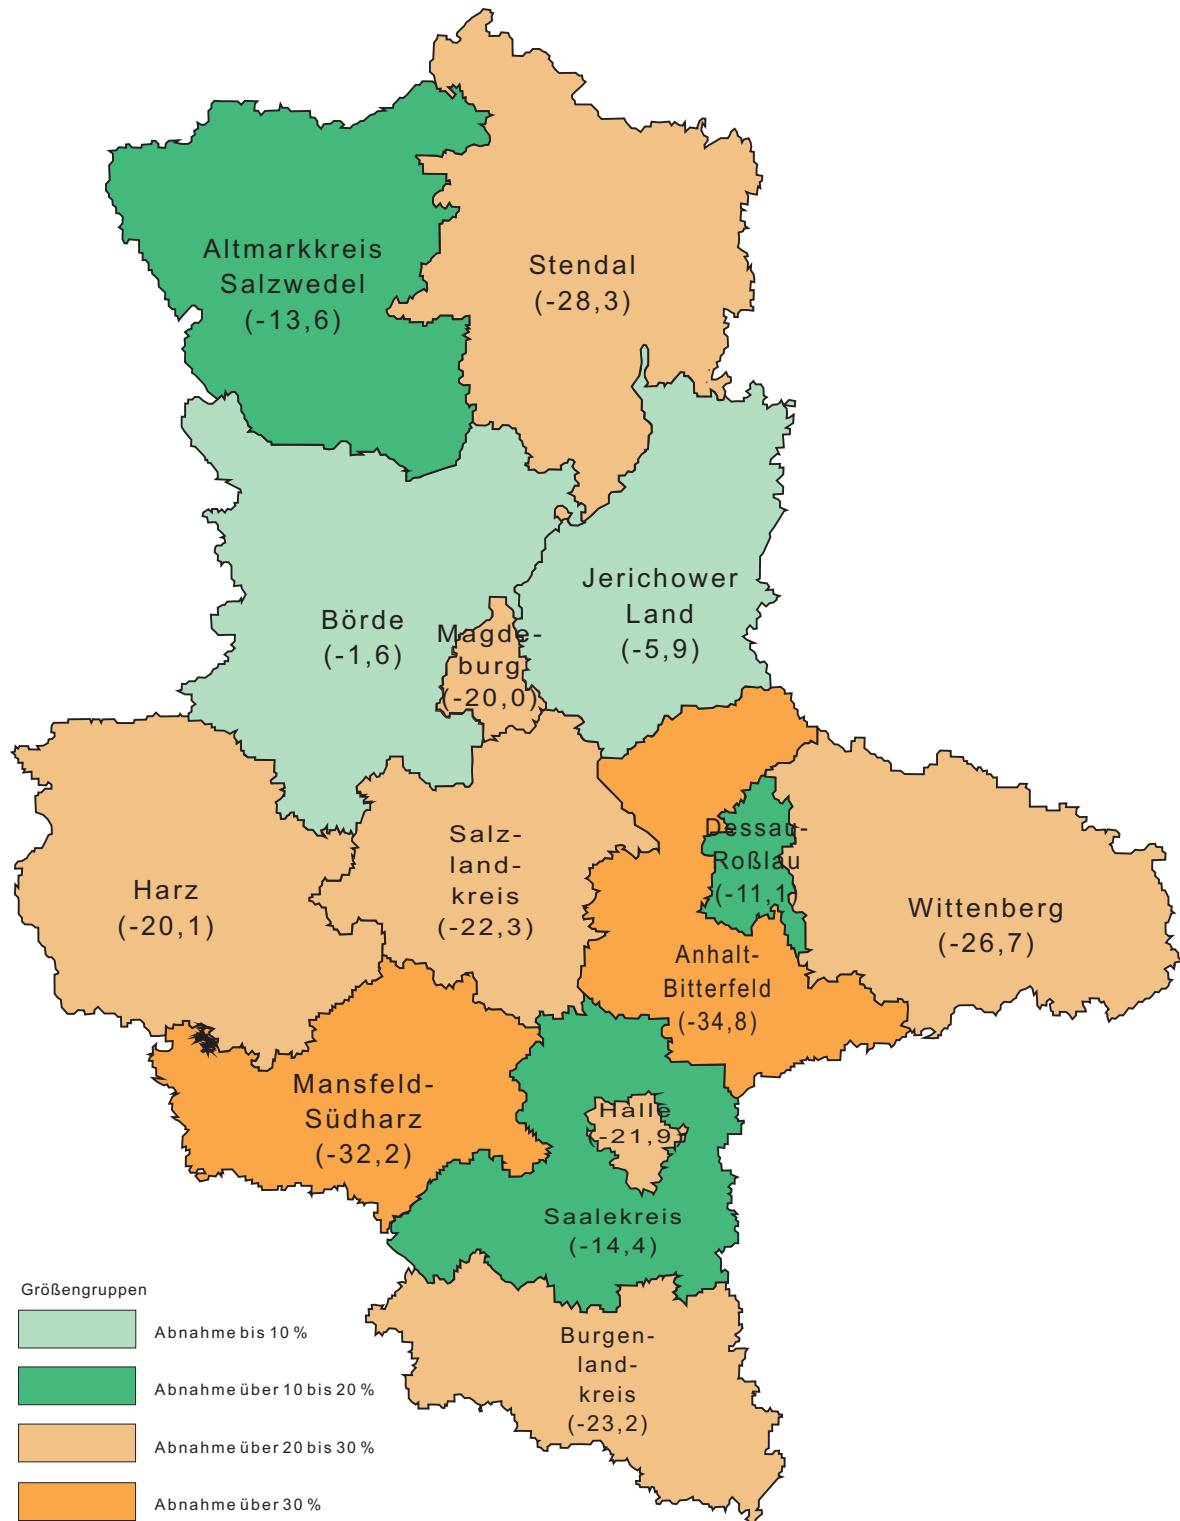 Altmarkkreis
Salzwedel
(-13,6)
Stendal
(-28,3)
Jerichower
Land
(-5,9)
Börde
(-1,6)
Magde-
burg
(-20,0)
Harz
(-20,1)
Salz-
land-
kreis
(-22,3)
Dessau-
Roßlau
(-11,1)
Wittenberg
(-26,7)
Anhalt-
Bitterfeld
(-34,8)
Mansfeld-
Südharz
(-32,2)
Halle
(-21,9)
Saalekreis
(-14,4)
Burgen-
land-
kreis
(-23,2)
Größengruppen
Abnahme bis 10 %
Abnahme über 10 bis 20 %
Abnahme über 20 bis 30 %
Abnahme über 30 %